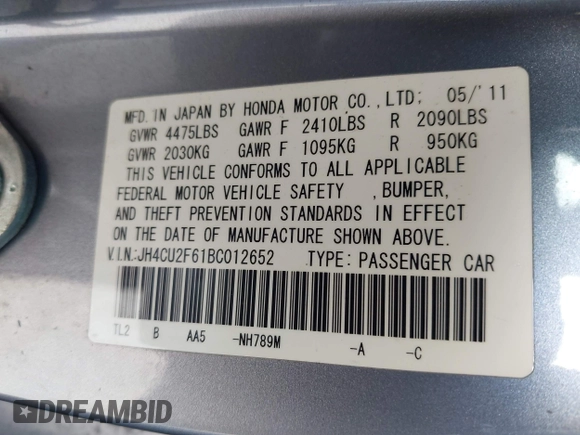 MFD. IN JAPAN BY HONDA MOTOR CO.,LTD: 05/'11
GVWR 4475LBS GAWR F 2410LBS R 2090LBS
GVWR 2030KG GAWR F 1095KG R 950KG
THIS VEHICLE CONFORMS TO ALL APPLICABLE
FEDERAL MOTOR VEHICLE SAFETY ,BUMPER,
AND THEFT PREVENTION STANDARDS IN EFFECT
ON THE DATE OF MANUFACTURE SHOWN ABOVE.
V.I.N:JH4CU2F61BC012652 TYPE: PASSENGER CAR
TL2 B AA5 -NH789M -A -C
DREAMBID